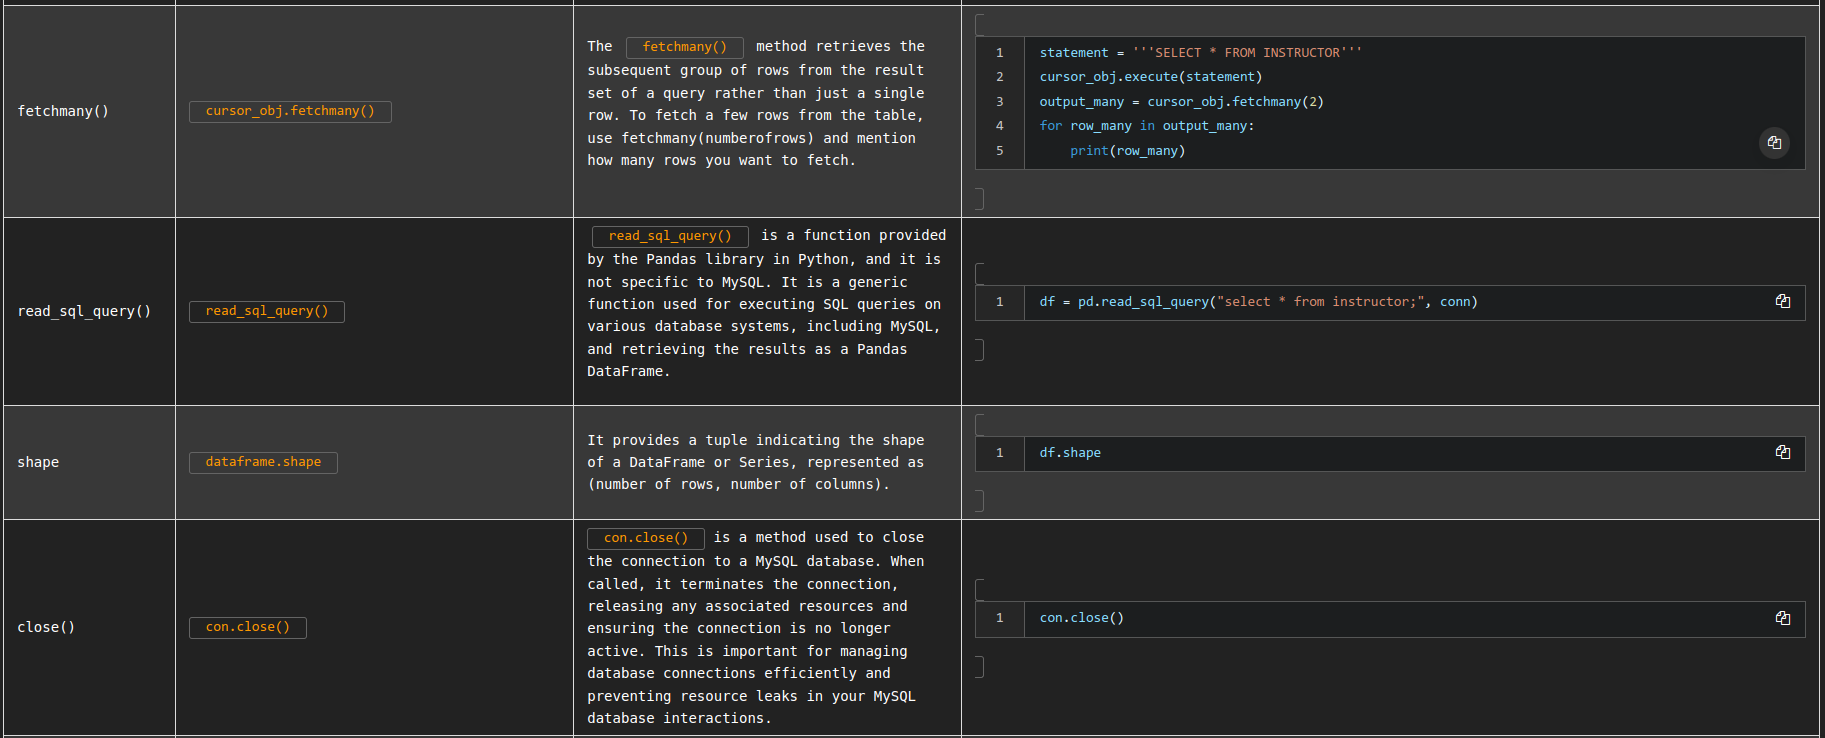 fetchmany()
cursor_obj.fetchmany()
The fetchmany() method retrieves the
subsequent group of rows from the result
set of a query rather than just a single
row. To fetch a few rows from the table,
use fetchmany(numberofrows) and mention
how many rows you want to fetch.
1 statement = '''SELECT * FROM INSTRUCTOR'''
2 cursor_obj.execute(statement)
3 output_many = cursor_obj.fetchmany(2)
4 for row_many in output_many:
5     print(row_many)
read_sql_query()
read_sql_query()
read_sql_query() is a function provided
by the Pandas library in Python, and it is
not specific to MySQL. It is a generic
function used for executing SQL queries on
various database systems, including MySQL,
and retrieving the results as a Pandas
DataFrame.
1 df = pd.read_sql_query("select * from instructor;", conn)
shape
dataframe.shape
It provides a tuple indicating the shape
of a DataFrame or Series, represented as
(number of rows, number of columns).
1 df.shape
close()
con.close()
con.close() is a method used to close
the connection to a MySQL database. When
called, it terminates the connection,
releasing any associated resources and
ensuring the connection is no longer
active. This is important for managing
database connections efficiently and
preventing resource leaks in your MySQL
database interactions.
1 con.close()